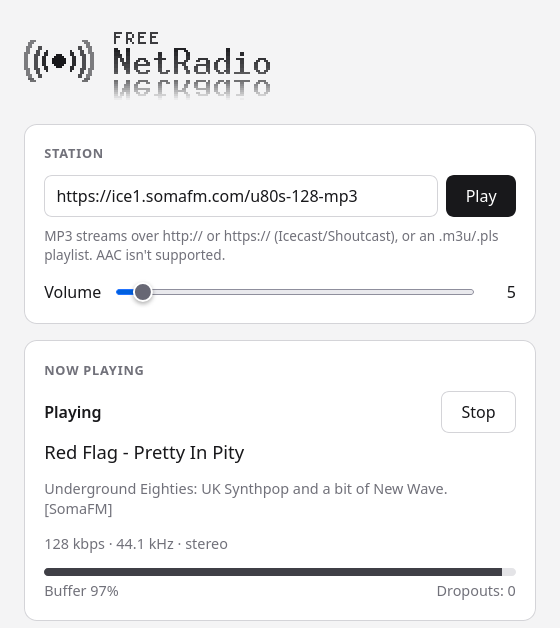 FREE
NetRadio
STATION
https://ice1.somafm.com/u80s-128-mp3
Play
MP3 streams over http:// or https:// (Icecast/Shoutcast), or an .m3u/.pls
playlist. AAC isn't supported.
Volume
5
NOW PLAYING
Playing
Stop
Red Flag - Pretty In Pity
Underground Eighties: UK Synthpop and a bit of New Wave.
[SomaFM]
128 kbps · 44.1 kHz · stereo
Buffer 97%
Dropouts: 0